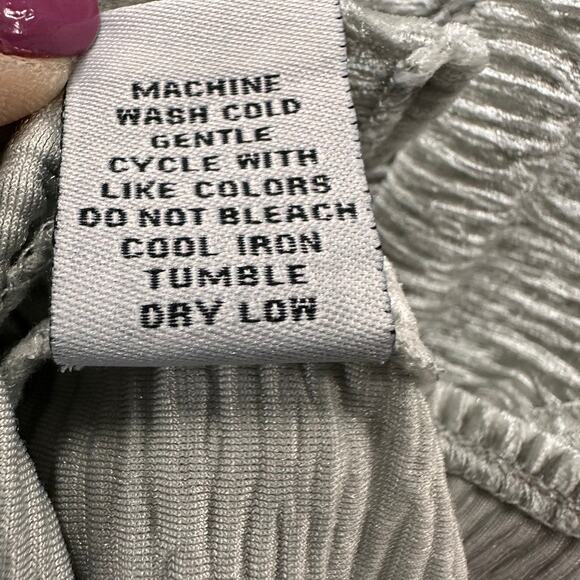 MACHINE
WASH COLD
GENTLE
CYCLE WITH
LIKE COLORS
DO NOT BLEACH
COOL IRON
TUMBLE
DRY LOW